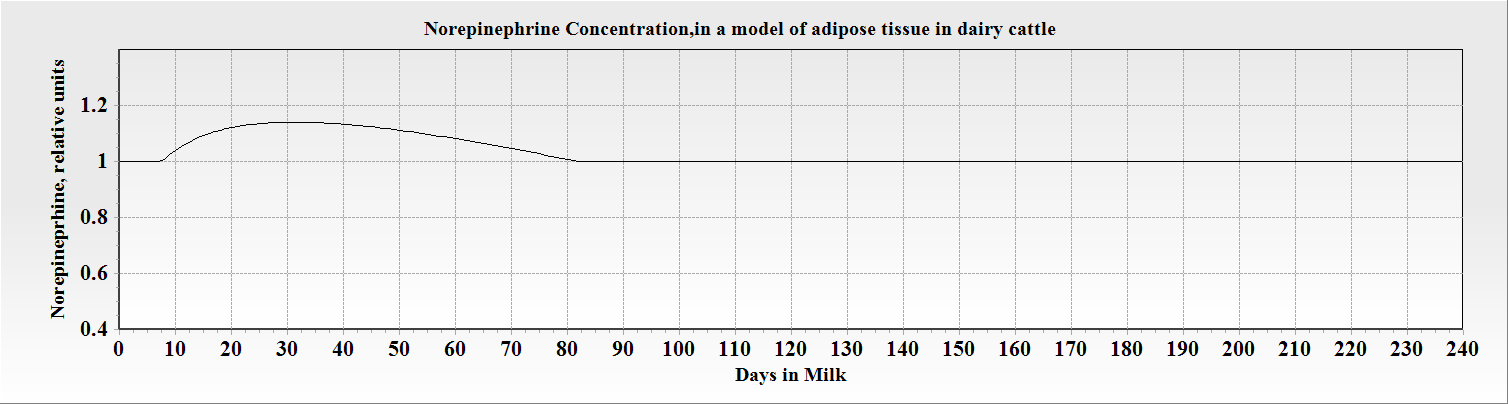 Norepinephrine Concentration,in a model of adipose tissue in dairy cattle
Norepineprhine, relative units
1.2
1
0.8
0.6
0.4
0 10 20 30 40 50 60 70 80 90 100 110 120 130 140 150 160 170 180 190 200 210 220 230 240
Days in Milk